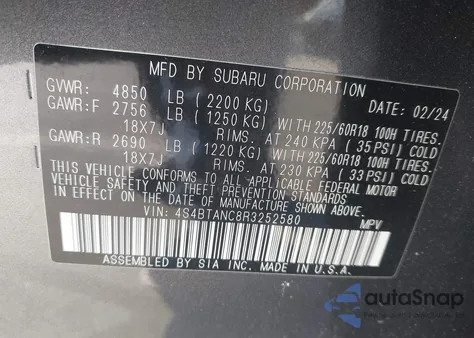 MFD BY SUBARU CORPORATION
GVWR: 4850 LB (2200 KG) DATE: 02/24
GAWR:F 2756 LB (1250 KG) WITH 225/60R18 100H TIRES.
18X7J RIMS. AT 240 KPA (35 PSI) COLD
GAWR:R 2690 LB (1220 KG) WITH 225/60R18 100H TIRES.
18X7J RIMS. AT 230 KPA (33 PSI) COLD
THIS VEHICLE CONFORMS TO ALL APPLICABLE FEDERAL MOTOR
VEHICLE SAFETY AND THEFT PREVENTION STANDARDS
IN EFFECT ON THE DATE OF MANUFACTURE SHOWN ABOVE.
VIN: 4S4BTANC8R3252580 MPV
ASSEMBLED BY SIA INC. MADE IN U.S.A.
autoSnap